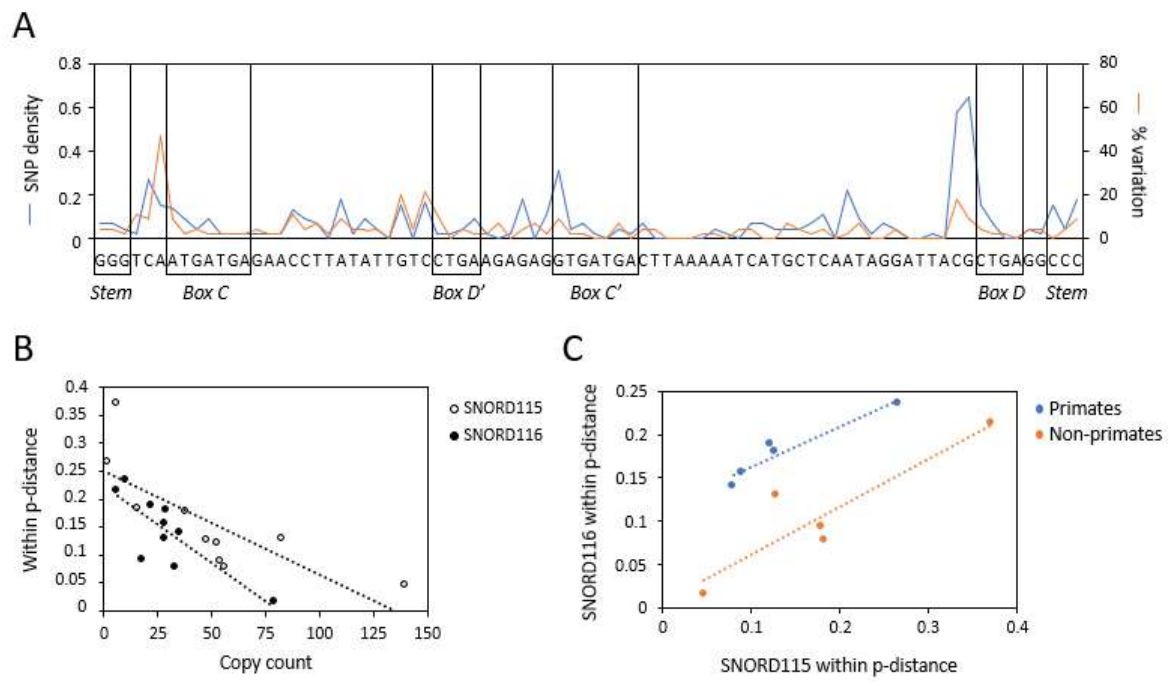 A
0.8
0.6
0.4
0.2
0
SNP density
80
60
40
20
0
% variation
GGGTCAATGATGAGAACCTTATATTGTCCTGAAGAGAGGTGATGACTTAAAAATCATGCTCAATAGGATTACGCTGAGGCCC
Stem Box C Box D′ Box C′ Box D Stem
B
0.4
0.35
0.3
0.25
0.2
0.15
0.1
0.05
0
Within p-distance
0 25 50 75 100 125 150
Copy count
SNORD115
SNORD116
C
0.25
0.2
0.15
0.1
0.05
0
SNORD116 within p-distance
0 0.1 0.2 0.3 0.4
SNORD115 within p-distance
Primates
Non-primates